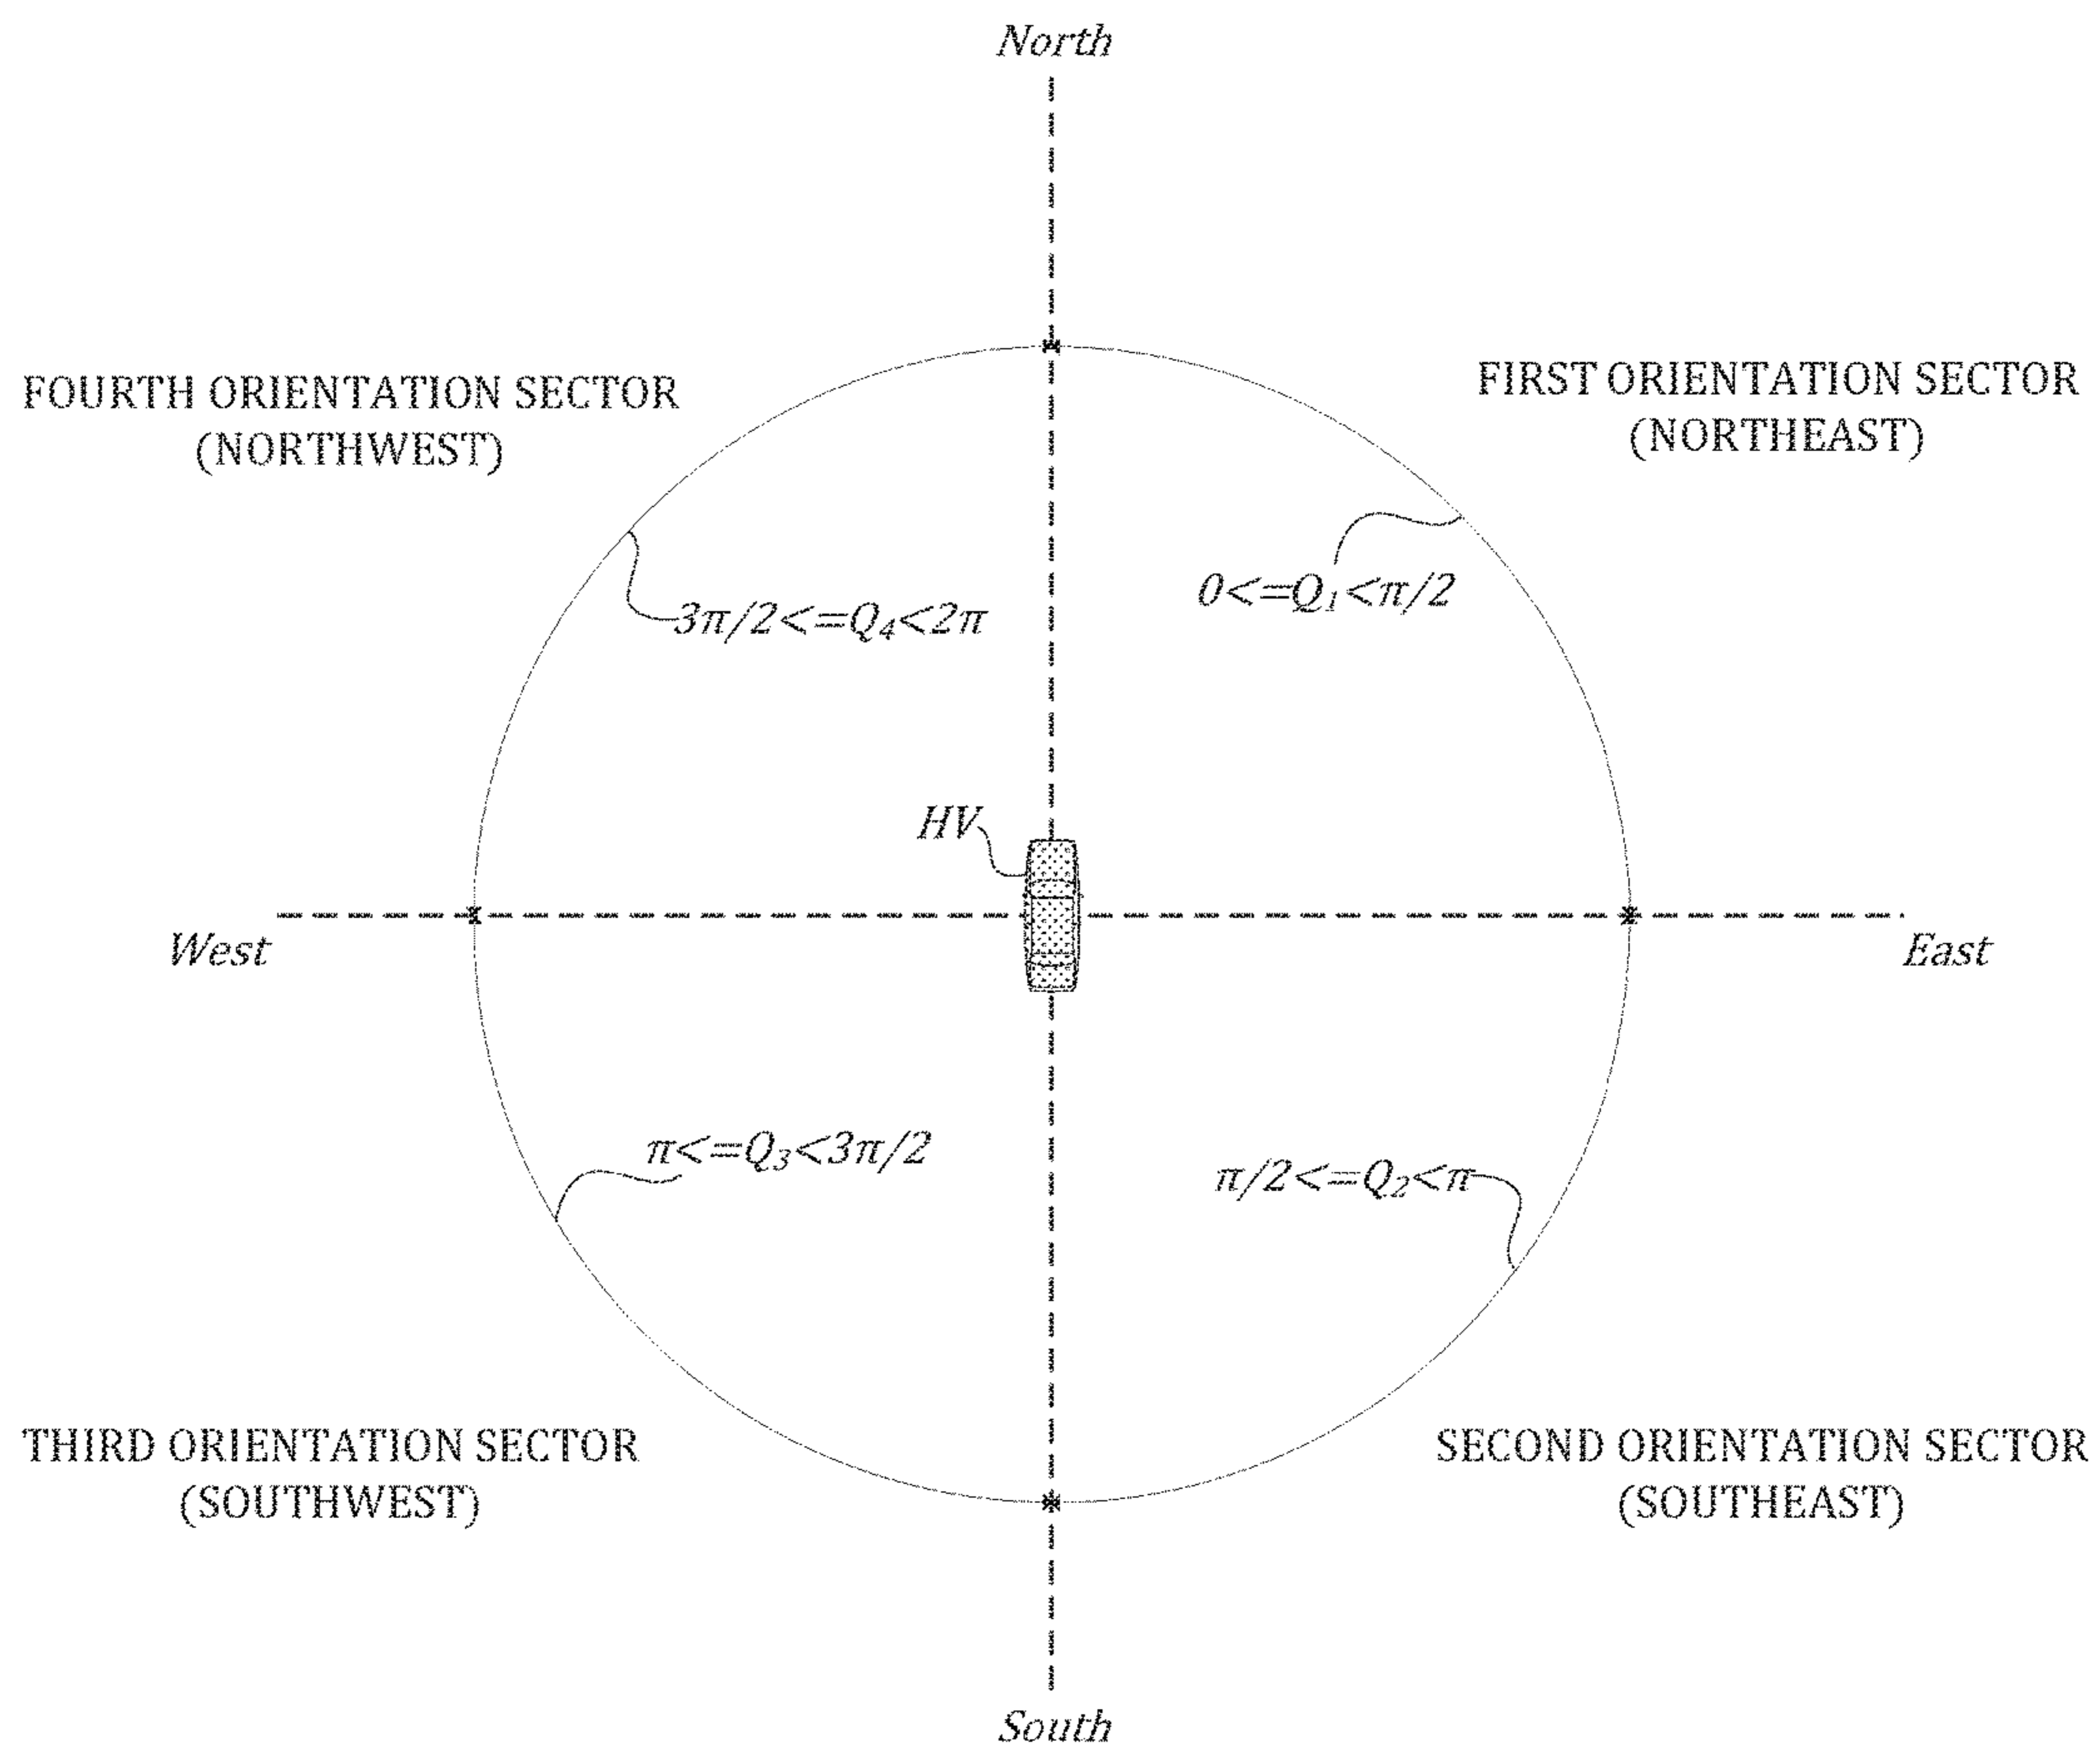 North
FOURTH ORIENTATION SECTOR
(NORTHWEST)
FIRST ORIENTATION SECTOR
(NORTHEAST)
0<=Q₁<π/2
3π/2<=Q₄<2π
HV
West
East
π<=Q₃<3π/2
π/2<=Q₂<π
THIRD ORIENTATION SECTOR
(SOUTHWEST)
SECOND ORIENTATION SECTOR
(SOUTHEAST)
South